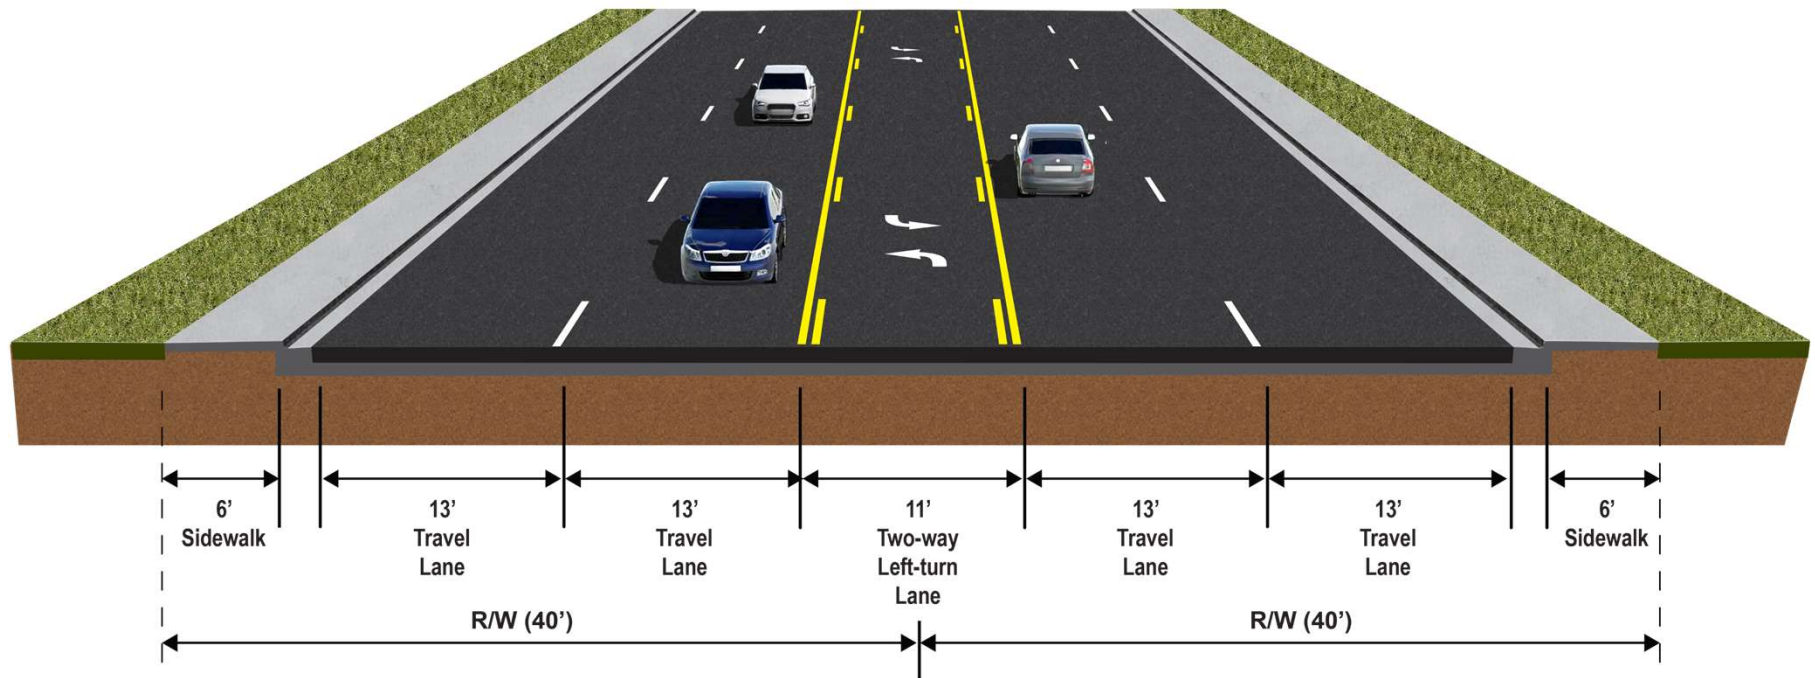 6’
Sidewalk
13’
Travel
Lane
13’
Travel
Lane
11’
Two-way
Left-turn
Lane
13’
Travel
Lane
13’
Travel
Lane
6’
Sidewalk
R/W (40’)
R/W (40’)